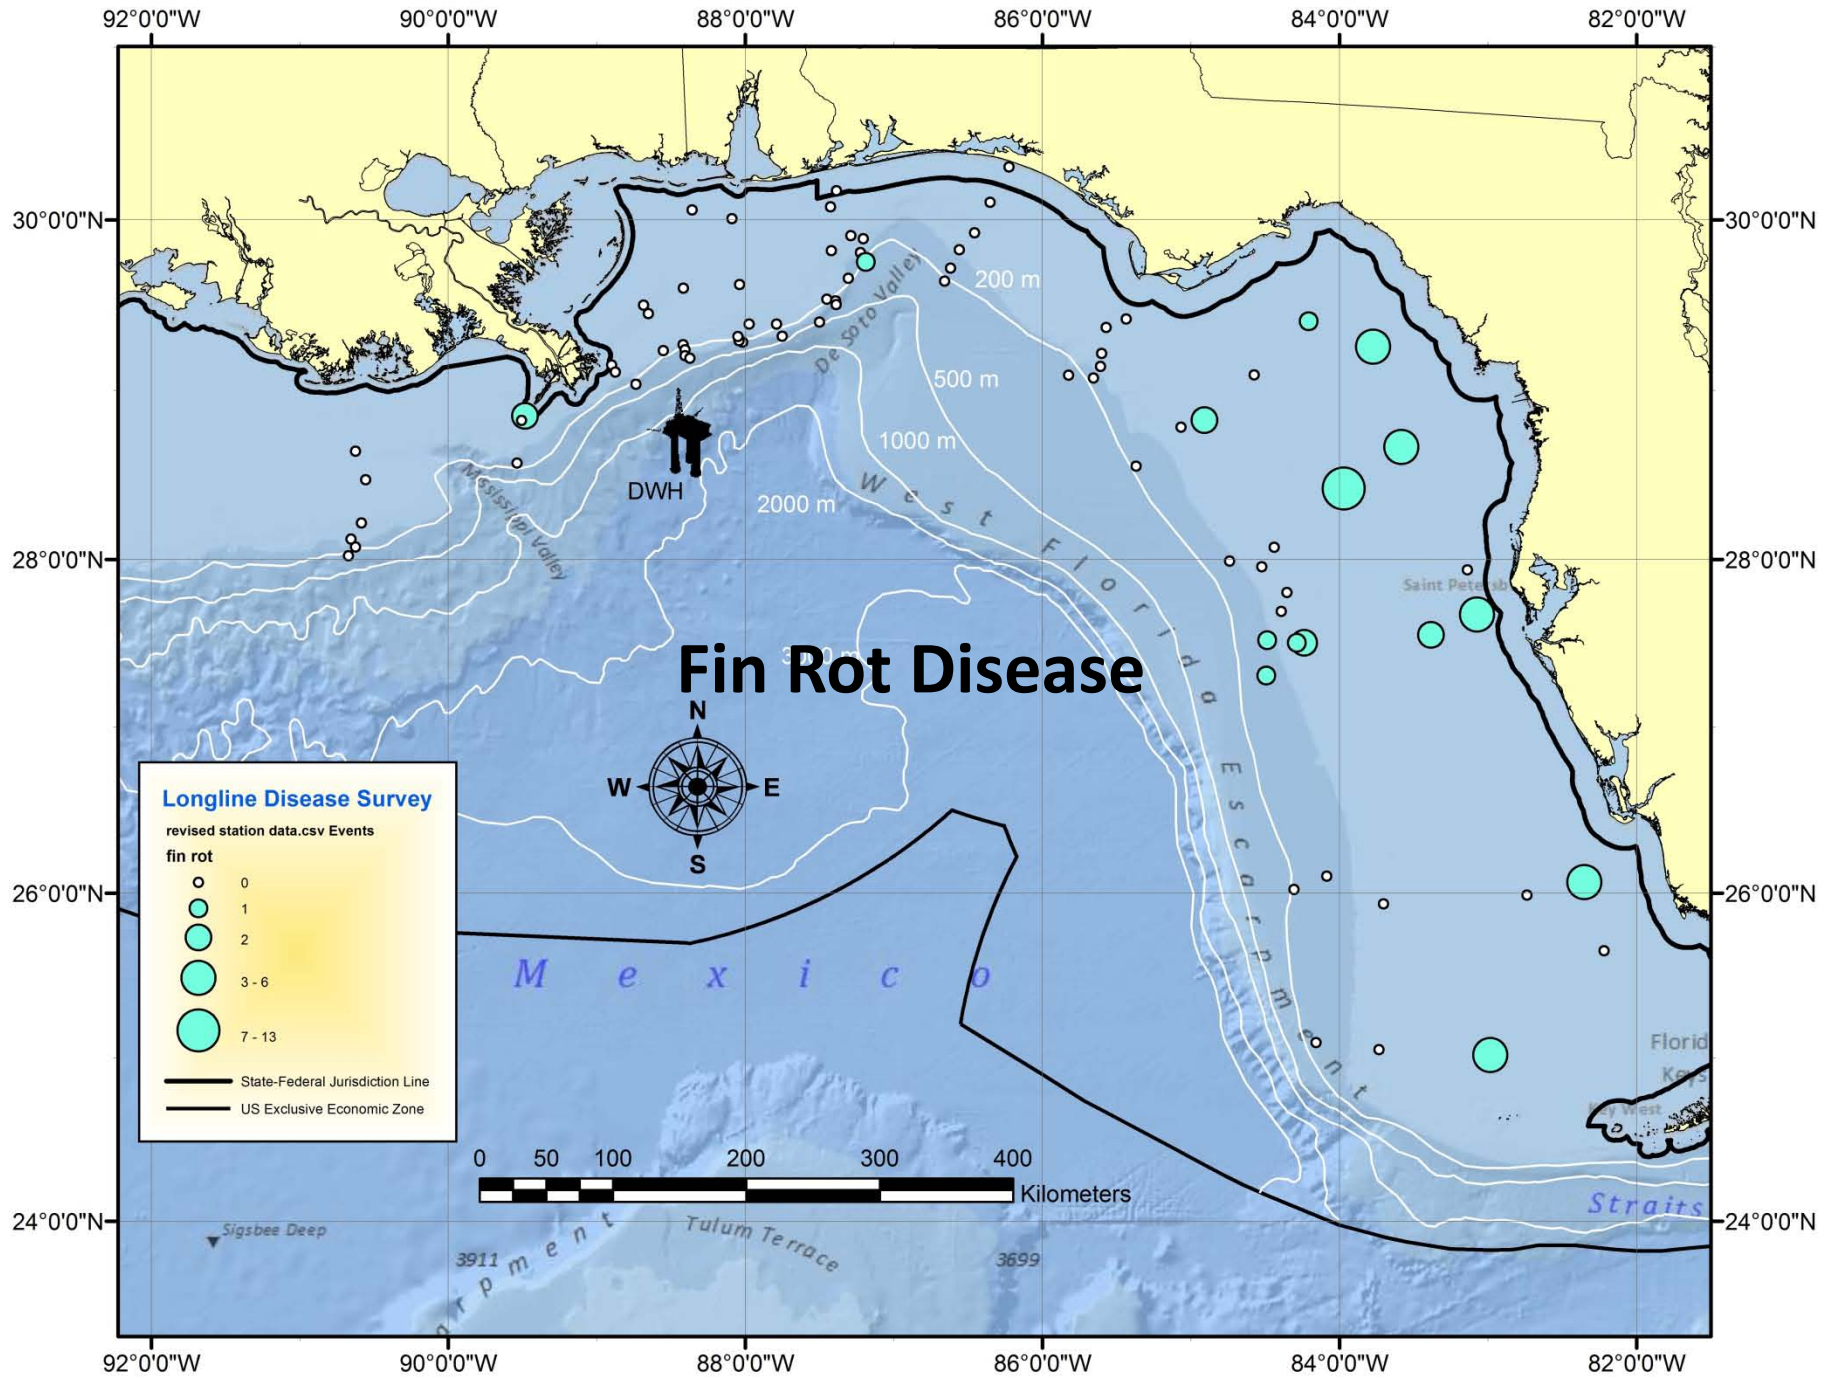 92°0'0"W 90°0'0"W 88°0'0"W 86°0'0"W 84°0'0"W 82°0'0"W
30°0'0"N 30°0'0"N
200 m
De Soto Valley
500 m
1000 m
2000 m
DWH
Mississippi Valley
West Florida Escarpment
28°0'0"N 28°0'0"N
Saint Petersb
Fin Rot Disease
N
W E
S
Longline Disease Survey
revised station data.csv Events
fin rot
0
1
2
3 - 6
7 - 13
State-Federal Jurisdiction Line
US Exclusive Economic Zone
26°0'0"N 26°0'0"N
Mexico
Florid
Keys
Key West
0 50 100 200 300 400
Kilometers
Straits
24°0'0"N 24°0'0"N
Sigsbee Deep
Tulum Terrace
3911
3699
rpment
92°0'0"W 90°0'0"W 88°0'0"W 86°0'0"W 84°0'0"W 82°0'0"W